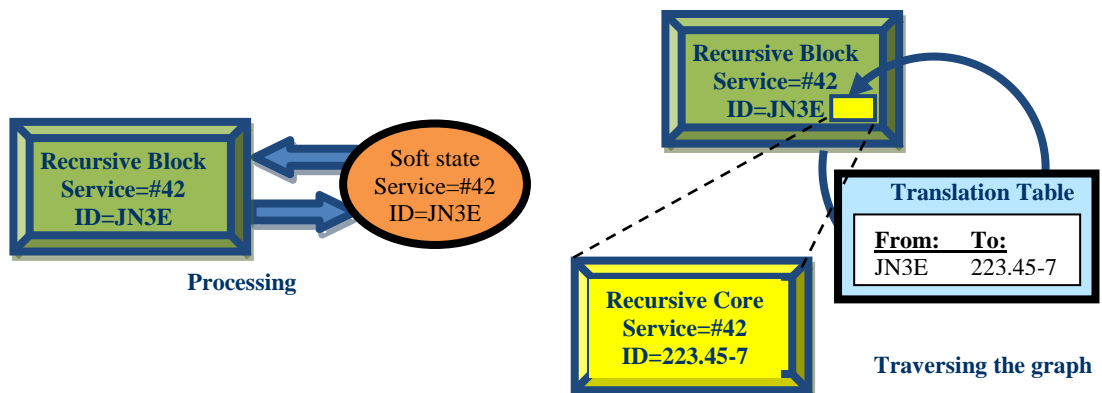 Recursive Block
Service=#42
ID=JN3E
Soft state
Service=#42
ID=JN3E
Processing
Recursive Block
Service=#42
ID=JN3E
Translation Table
From: To:
JN3E 223.45-7
Recursive Core
Service=#42
ID=223.45-7
Traversing the graph